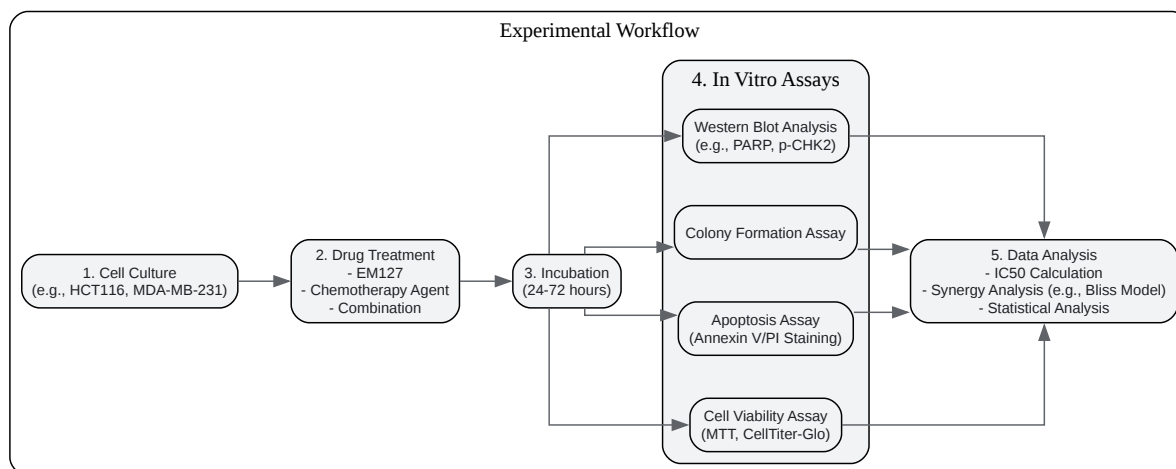 Experimental Workflow
4. In Vitro Assays
Western Blot Analysis
(e.g., PARP, p-CHK2)
Colony Formation Assay
1. Cell Culture
(e.g., HCT116, MDA-MB-231)
2. Drug Treatment
- EM127
- Chemotherapy Agent
- Combination
3. Incubation
(24-72 hours)
5. Data Analysis
- IC50 Calculation
- Synergy Analysis (e.g., Bliss Model)
- Statistical Analysis
Apoptosis Assay
(Annexin V/PI Staining)
Cell Viability Assay
(MTT, CellTiter-Glo)